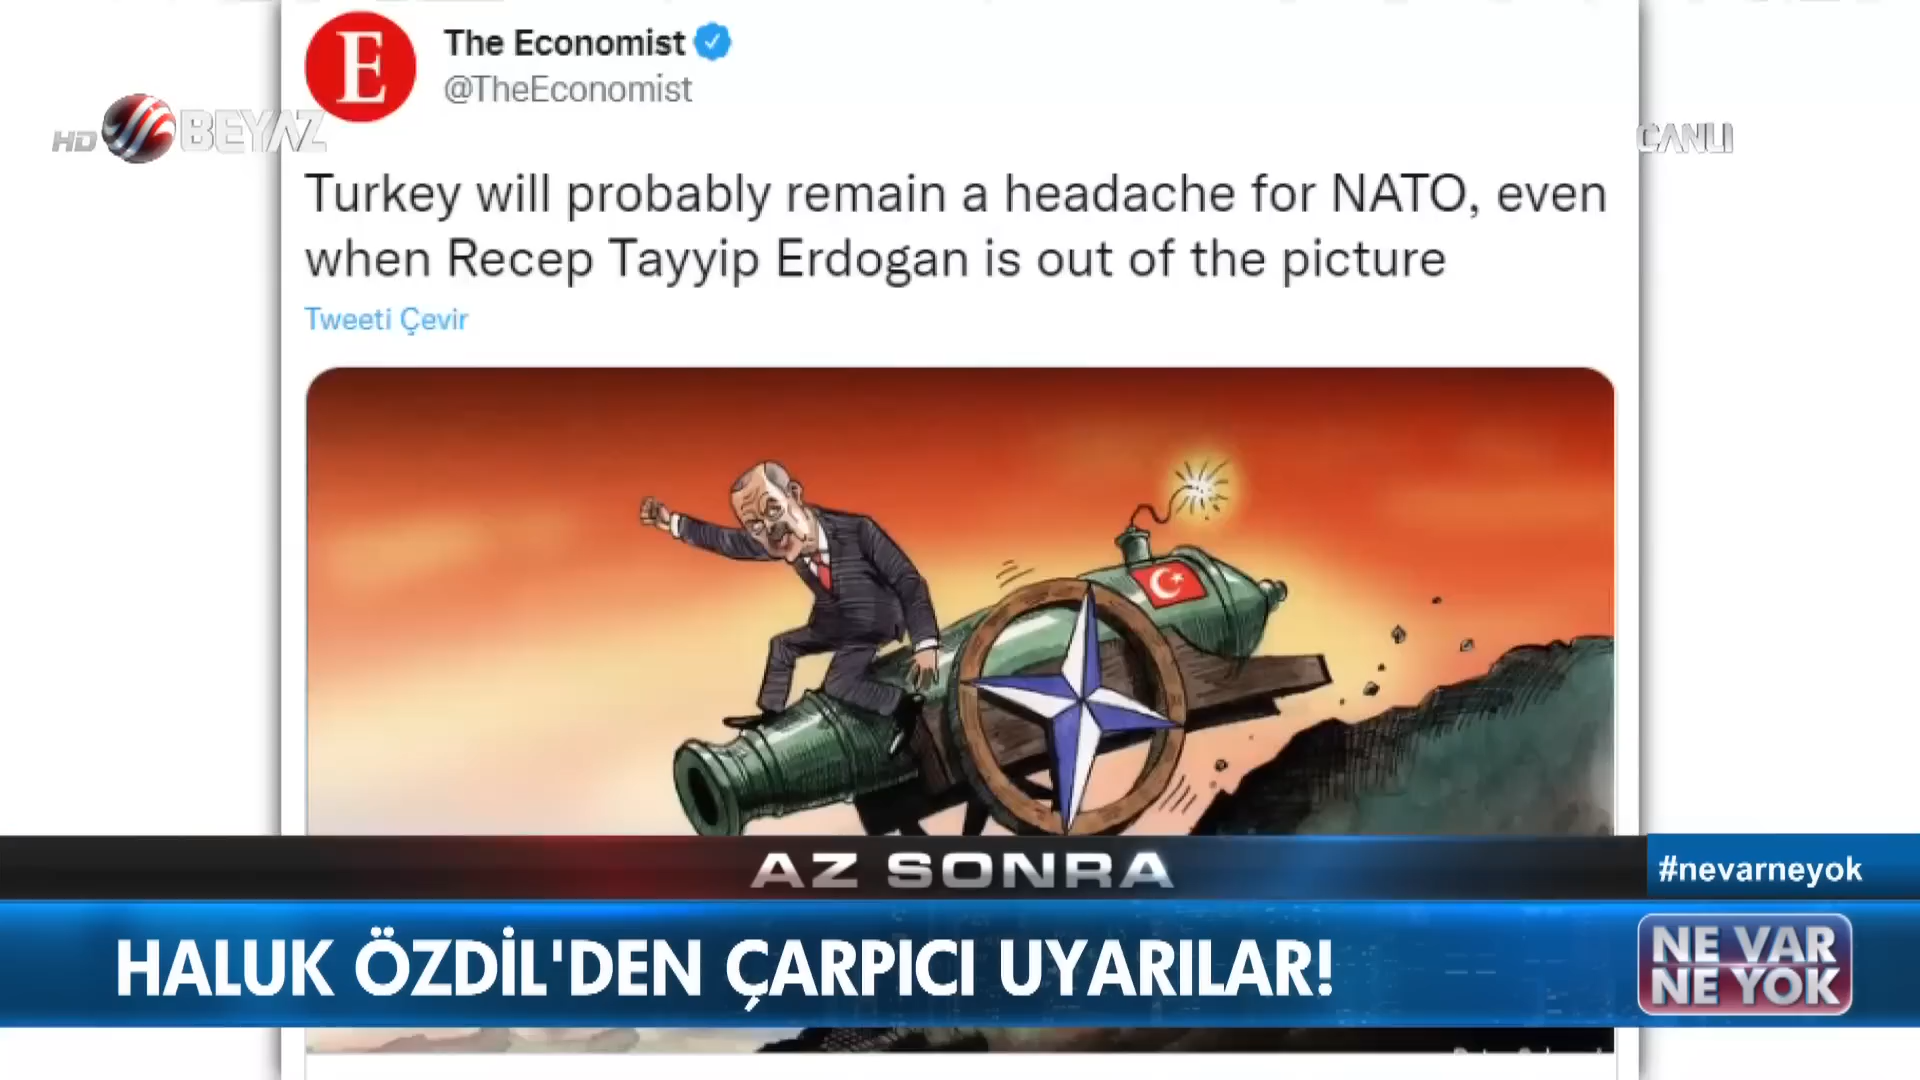 The Economist
@TheEconomist
HD BEYAZ
CANLI
Turkey will probably remain a headache for NATO, even
when Recep Tayyip Erdogan is out of the picture
Tweeti Çevir
AZ SONRA
#nevarneyok
HALUK ÖZDİL'DEN ÇARPICI UYARILAR!
NE VAR
NE YOK